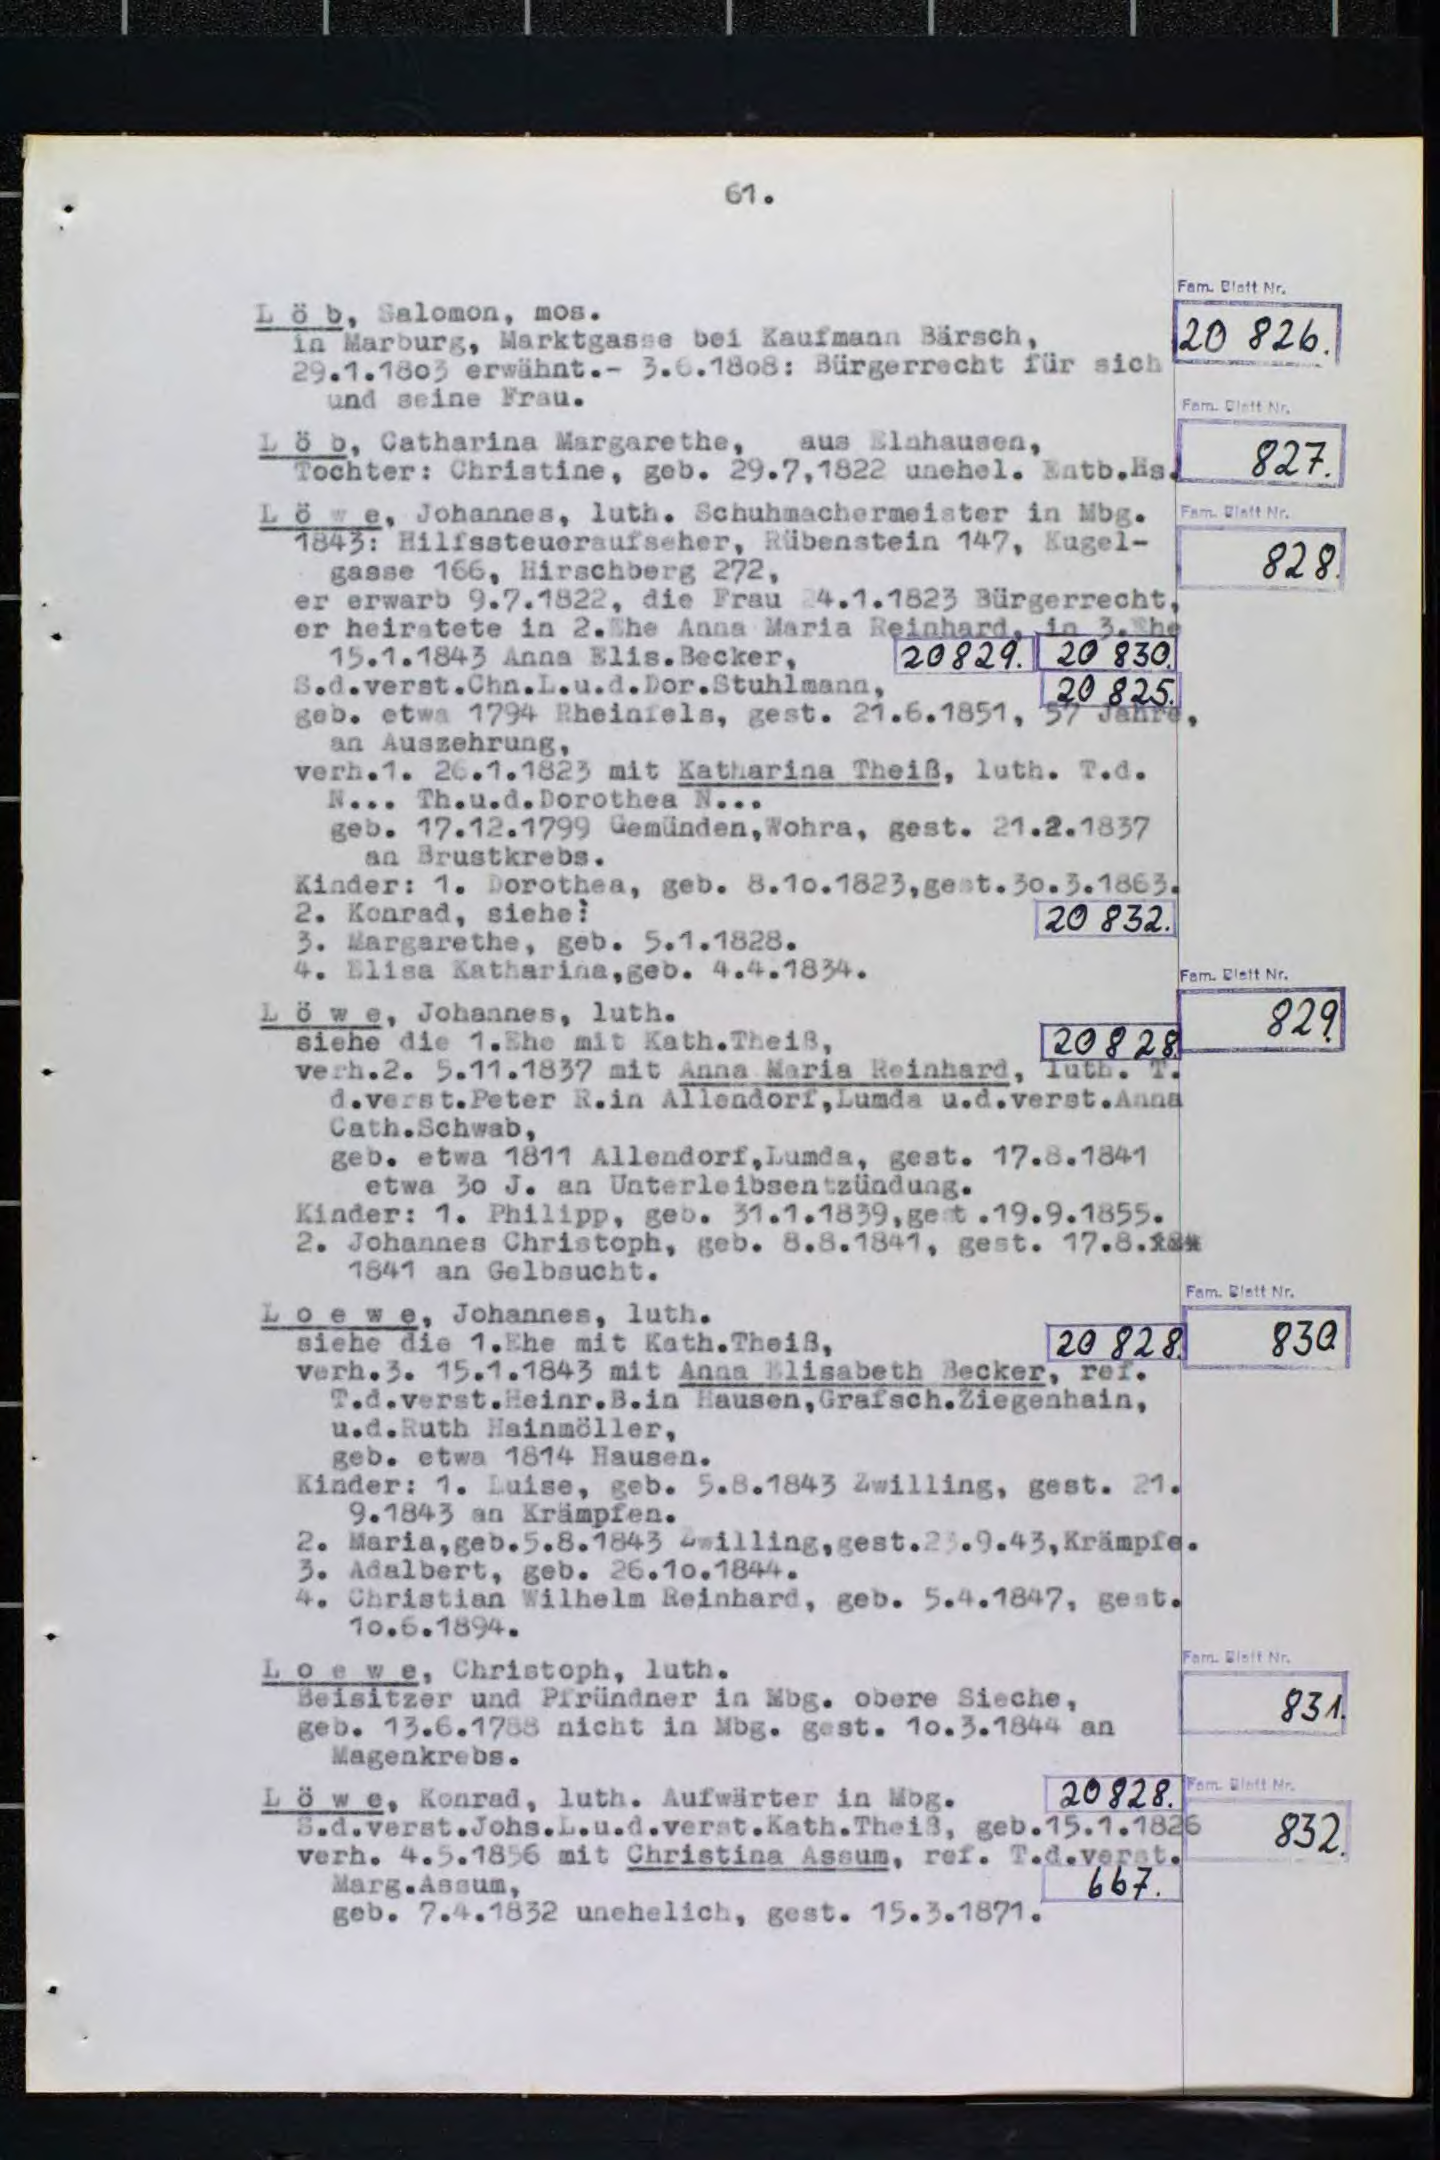 61.
Fam. Blatt Nr.
L ö b, Salomon, mos.
20 826.
in Marburg, Marktgasse bei Kaufmann Bärsch,
29.1.18o3 erwähnt.- 3.6.18o8: Bürgerrecht für sich
und seine Frau.
Fam. Blatt Nr.
L ö b, Catharina Margarethe, aus Elnhausen,
827.
Tochter: Christine, geb. 29.7,1822 unehel. Entb.Hs.
Fam. Blatt Nr.
L ö w e, Johannes, luth. Schuhmachermeister in Mbg.
828.
1843: Hilfssteueraufseher, Rübenstein 147, Kugel-
gasse 166, Hirschberg 272,
er erwarb 9.7.1822, die Frau 24.1.1823 Bürgerrecht,
er heiratete in 2.Ehe Anna Maria Reinhard, in 3.Ehe
15.1.1843 Anna Elis.Becker, 20829. 20 830.
S.d.verst.Chn.L.u.d.Dor.Stuhlmann, 20 825.
geb. etwa 1794 Rheinfels, gest. 21.6.1851, 57 Jahre,
an Auszehrung,
verh.1. 26.1.1823 mit Katharina Theiß, luth. T.d.
N... Th.u.d.Dorothea N...
geb. 17.12.1799 Gemünden,Wohra, gest. 21.2.1837
an Brustkrebs.
Kinder: 1. Dorothea, geb. 8.1o.1823,gest.3o.3.1863.
2. Konrad, siehe: 20 832.
3. Margarethe, geb. 5.1.1828.
4. Elisa Katharina,geb. 4.4.1834.
Fam. Blatt Nr.
L ö w e, Johannes, luth.
829.
siehe die 1.Ehe mit Kath.Theiß, 20 828.
verh.2. 5.11.1837 mit Anna Maria Reinhard, luth. T.
d.verst.Peter R.in Allendorf,Lumda u.d.verst.Anna
Cath.Schwab,
geb. etwa 1811 Allendorf,Lumda, gest. 17.8.1841
etwa 3o J. an Unterleibsentzündung.
Kinder: 1. Philipp, geb. 31.1.1839,gest.19.9.1855.
2. Johannes Christoph, geb. 8.8.1841, gest. 17.8.
1841 an Gelbsucht.
Fam. Blatt Nr.
L o e w e, Johannes, luth.
830
siehe die 1.Ehe mit Kath.Theiß, 20 828.
verh.3. 15.1.1843 mit Anna Elisabeth Becker, ref.
T.d.verst.Heinr.B.in Hausen,Grafsch.Ziegenhain,
u.d.Ruth Hainmöller,
geb. etwa 1814 Hausen.
Kinder: 1. Luise, geb. 5.8.1843 Zwilling, gest. 21.
9.1843 an Krämpfen.
2. Maria,geb.5.8.1843 Zwilling,gest.23.9.43,Krämpfe.
3. Adalbert, geb. 26.1o.1844.
4. Christian Wilhelm Reinhard, geb. 5.4.1847, gest.
1o.6.1894.
Fam. Blatt Nr.
L o e w e, Christoph, luth.
831.
Beisitzer und Pfründner in Mbg. obere Sieche,
geb. 13.6.1788 nicht in Mbg. gest. 1o.3.1844 an
Magenkrebs.
Fam. Blatt Nr.
L ö w e, Konrad, luth. Aufwärter in Mbg. 20828.
832.
S.d.verst.Johs.L.u.d.verst.Kath.Theiß, geb.15.1.1826
verh. 4.5.1856 mit Christina Assum, ref. T.d.verst.
Marg.Assum, 667.
geb. 7.4.1832 unehelich, gest. 15.3.1871.